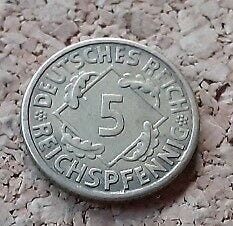 DEUTSCHES REICH
5
REICHSPFENNIG